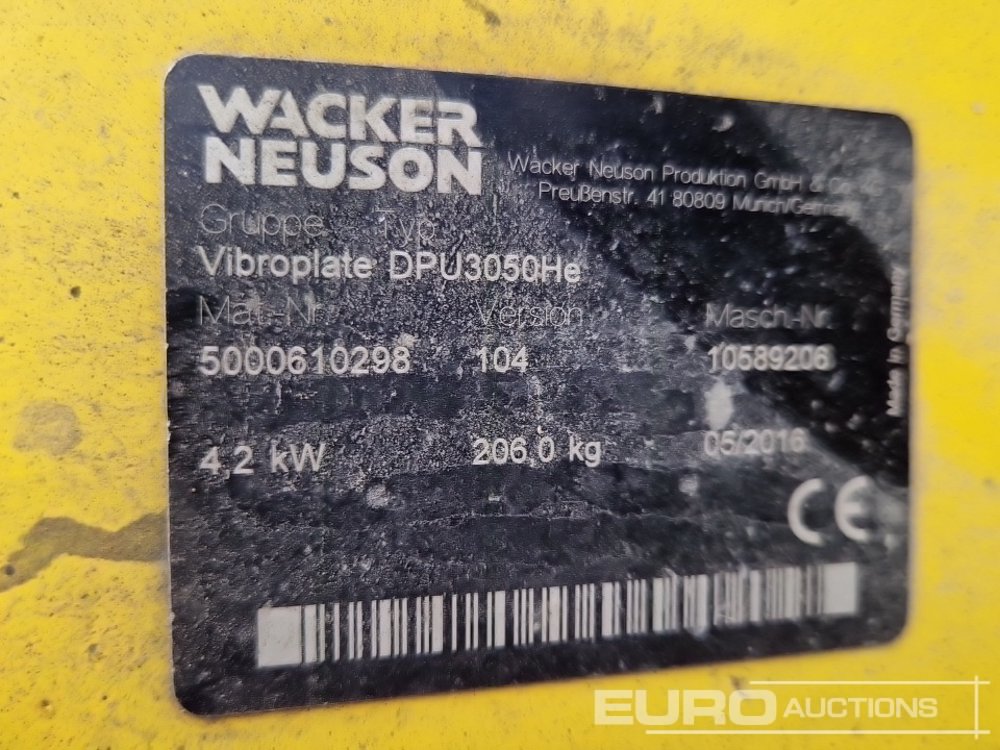 WACKER
NEUSON
Wacker Neuson Produktion GmbH & Co. KG
Preußenstr. 41 80809 Munich/Germany
Gruppe Typ
Vibroplate DPU3050He
Mat.-Nr. Version Masch.-Nr.
5000610298 104 10589206
4,2 kW 206,0 kg 05/2016
Made in Germany
CE
EURO AUCTIONS